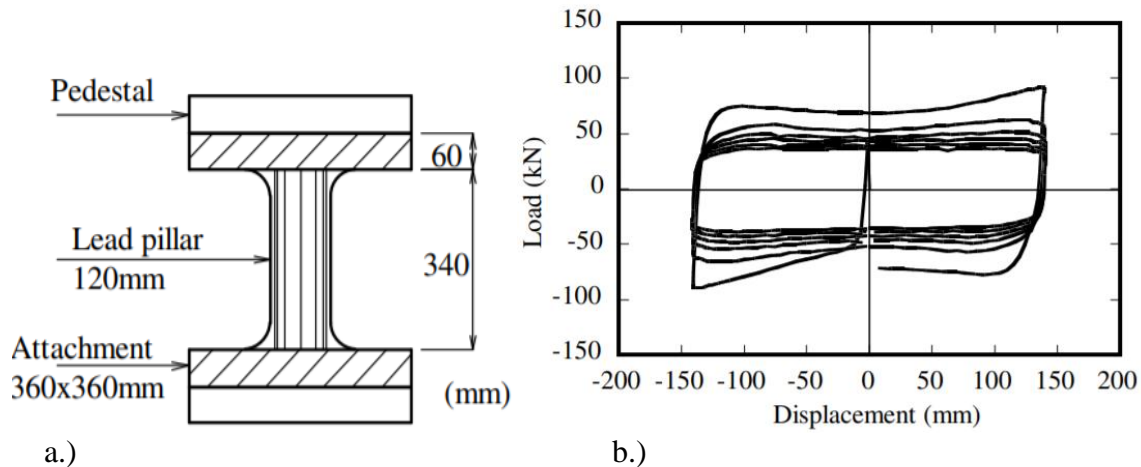 Pedestal
60
Lead pillar
120mm
340
Attachment
360x360mm
(mm)
a.)
150
100
50
0
-50
-100
-150
Load (kN)
-200 -150 -100 -50 0 50 100 150 200
Displacement (mm)
b.)